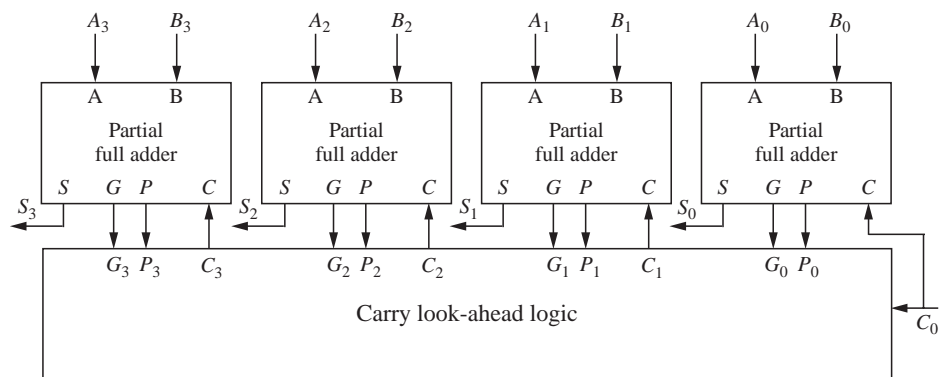 A3 B3 A2 B2 A1 B1 A0 B0
A B A B A B A B
Partial Partial Partial Partial
full adder full adder full adder full adder
S G P C S G P C S G P C S G P C
S3 S2 S1 S0
G3 P3 C3 G2 P2 C2 G1 P1 C1 G0 P0
Carry look-ahead logic
C0